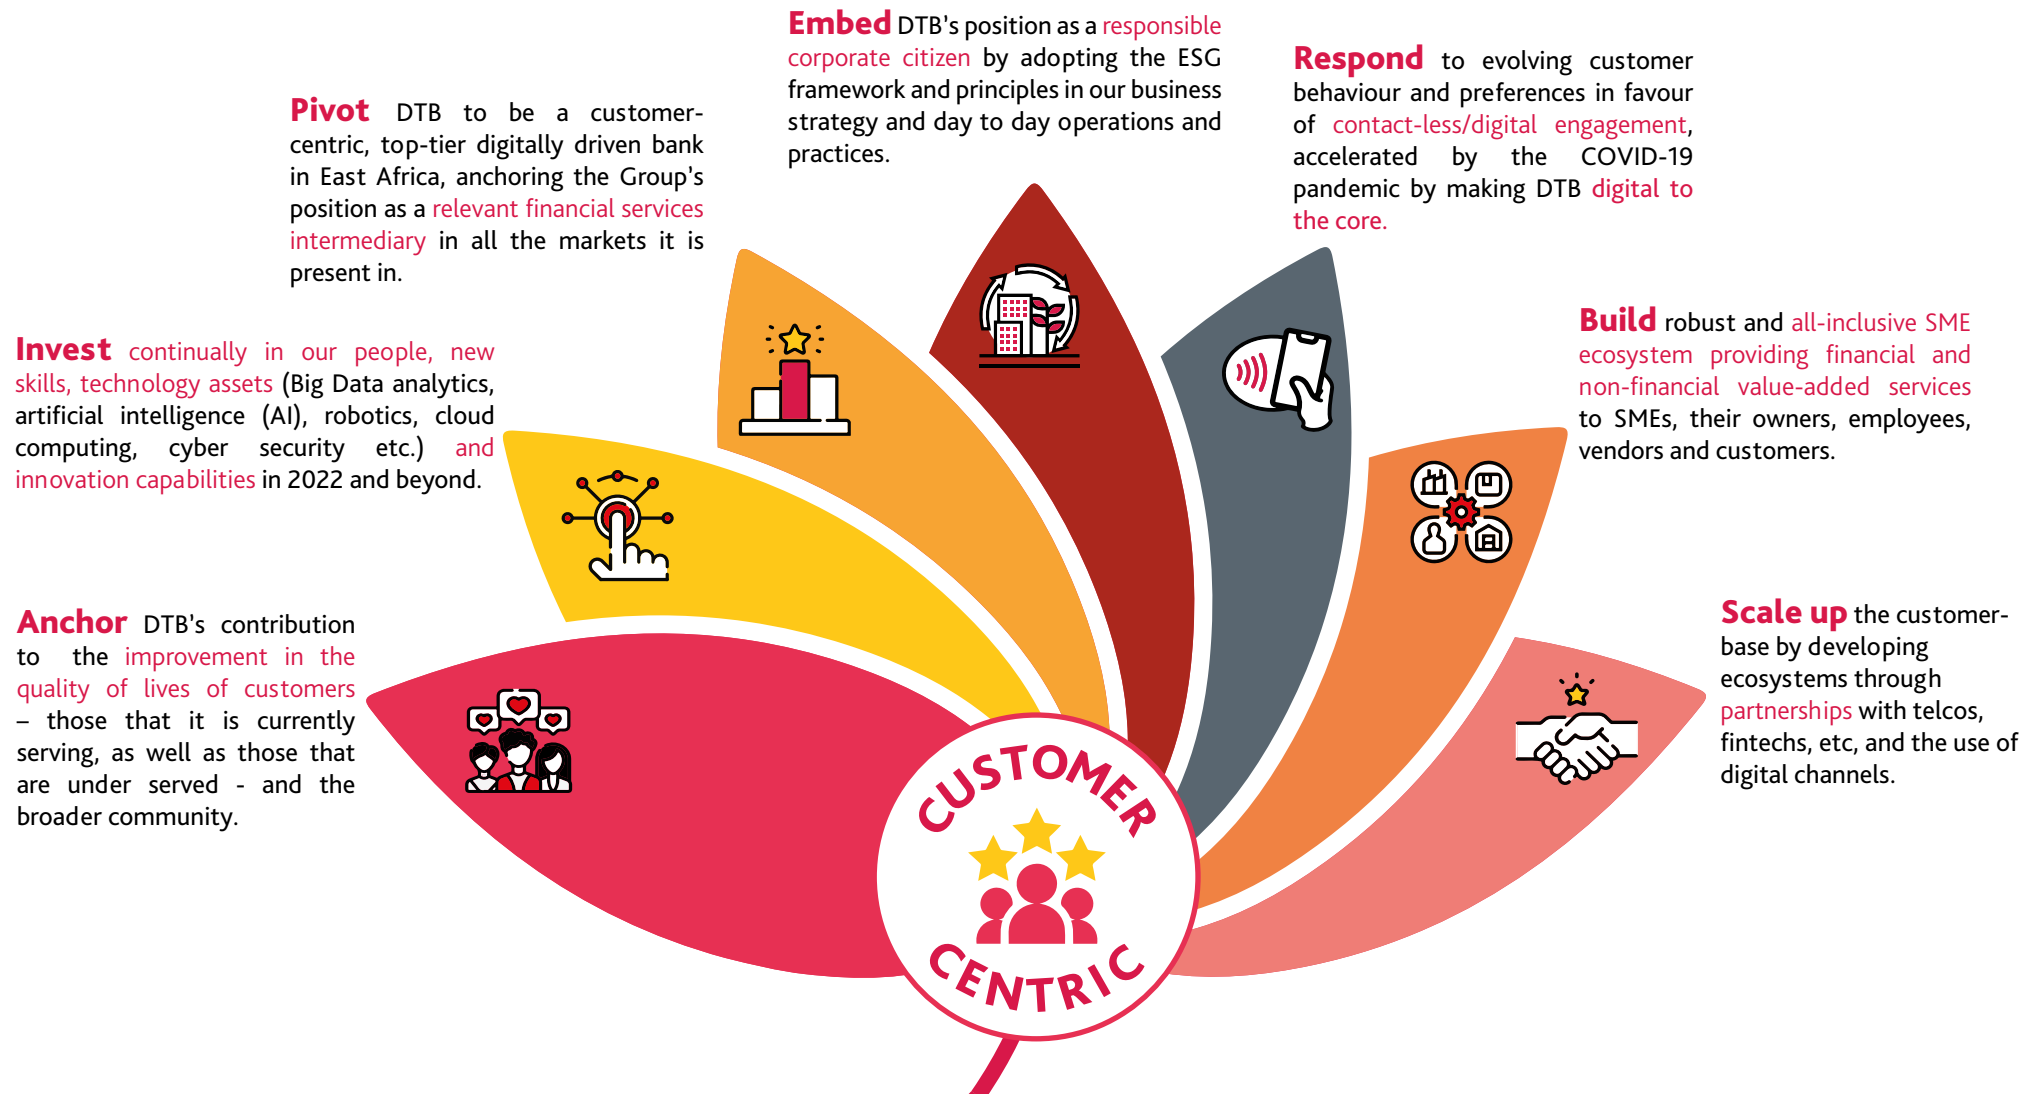 Embed DTB's position as a responsible
corporate citizen by adopting the ESG
framework and principles in our business
strategy and day to day operations and
practices.
Respond to evolving customer
behaviour and preferences in favour
of contact-less/digital engagement,
accelerated by the COVID-19
pandemic by making DTB digital to
the core.
Pivot DTB to be a customer-
centric, top-tier digitally driven bank
in East Africa, anchoring the Group's
position as a relevant financial services
intermediary in all the markets it is
present in.
Build robust and all-inclusive SME
ecosystem providing financial and
non-financial value-added services
to SMEs, their owners, employees,
vendors and customers.
Invest continually in our people, new
skills, technology assets (Big Data analytics,
artificial intelligence (AI), robotics, cloud
computing, cyber security etc.) and
innovation capabilities in 2022 and beyond.
Scale up the customer-
base by developing
ecosystems through
partnerships with telcos,
fintechs, etc, and the use of
digital channels.
Anchor DTB's contribution
to the improvement in the
quality of lives of customers
– those that it is currently
serving, as well as those that
are under served - and the
broader community.
CUSTOMER
CENTRIC